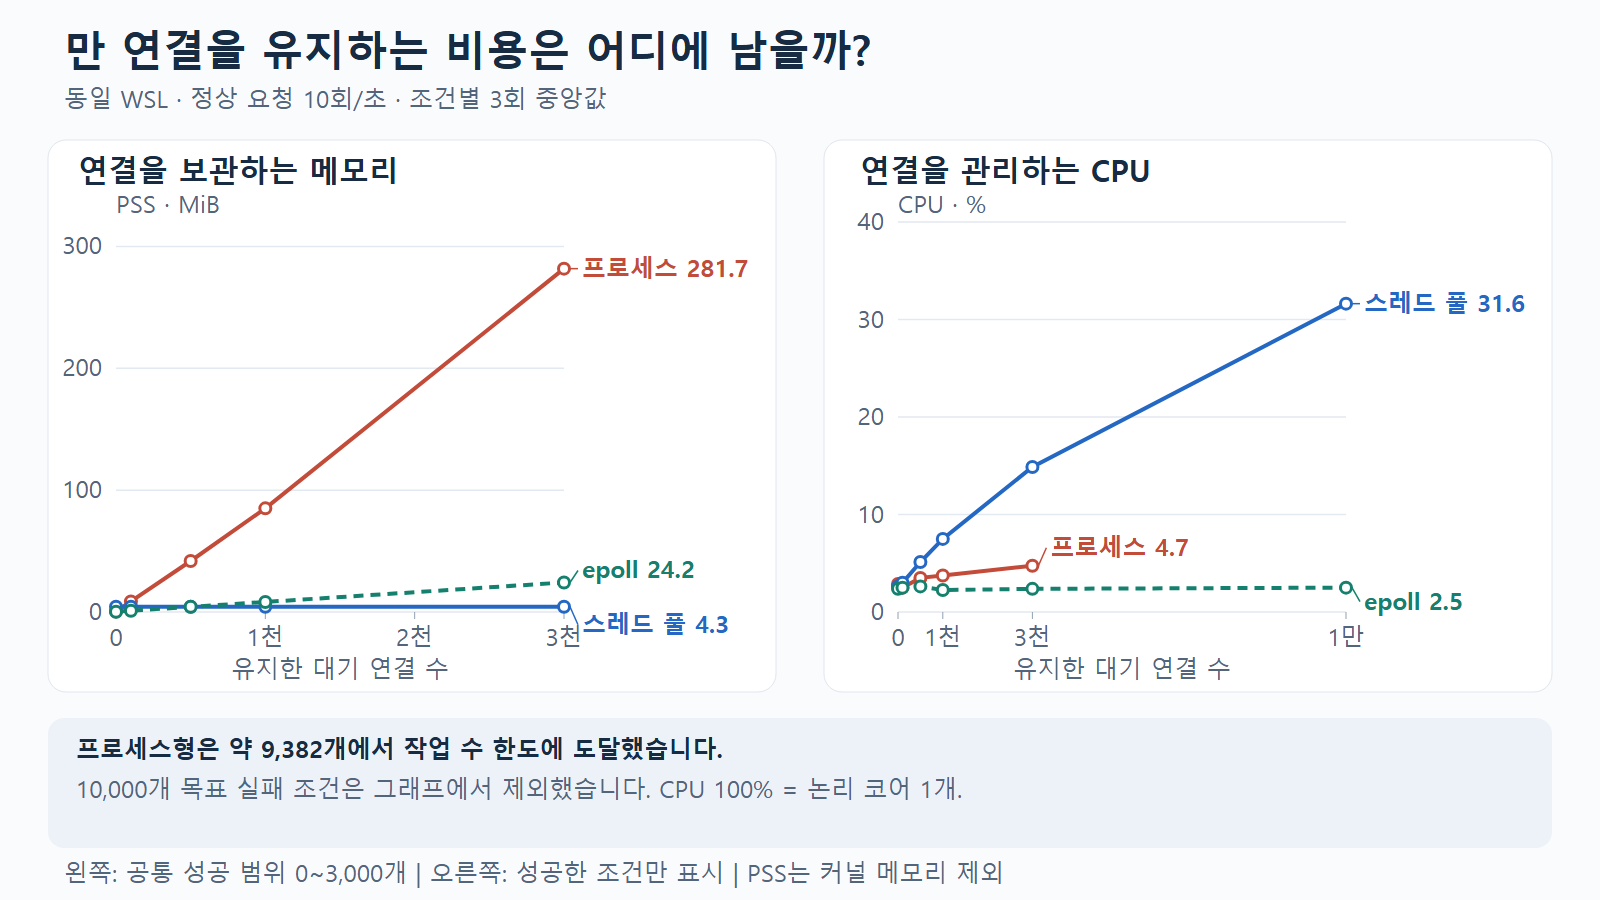 만 연결을 유지하는 비용은 어디에 남을까?
동일 WSL · 정상 요청 10회/초 · 조건별 3회 중앙값
연결을 보관하는 메모리
PSS · MiB
300
200
100
0
프로세스 281.7
epoll 24.2
스레드 풀 4.3
0
1천
2천
3천
유지한 대기 연결 수
연결을 관리하는 CPU
CPU · %
40
30
20
10
0
스레드 풀 31.6
프로세스 4.7
epoll 2.5
0
1천
3천
1만
유지한 대기 연결 수
프로세스형은 약 9,382개에서 작업 수 한도에 도달했습니다.
10,000개 목표 실패 조건은 그래프에서 제외했습니다. CPU 100% = 논리 코어 1개.
왼쪽: 공통 성공 범위 0~3,000개 | 오른쪽: 성공한 조건만 표시 | PSS는 커널 메모리 제외